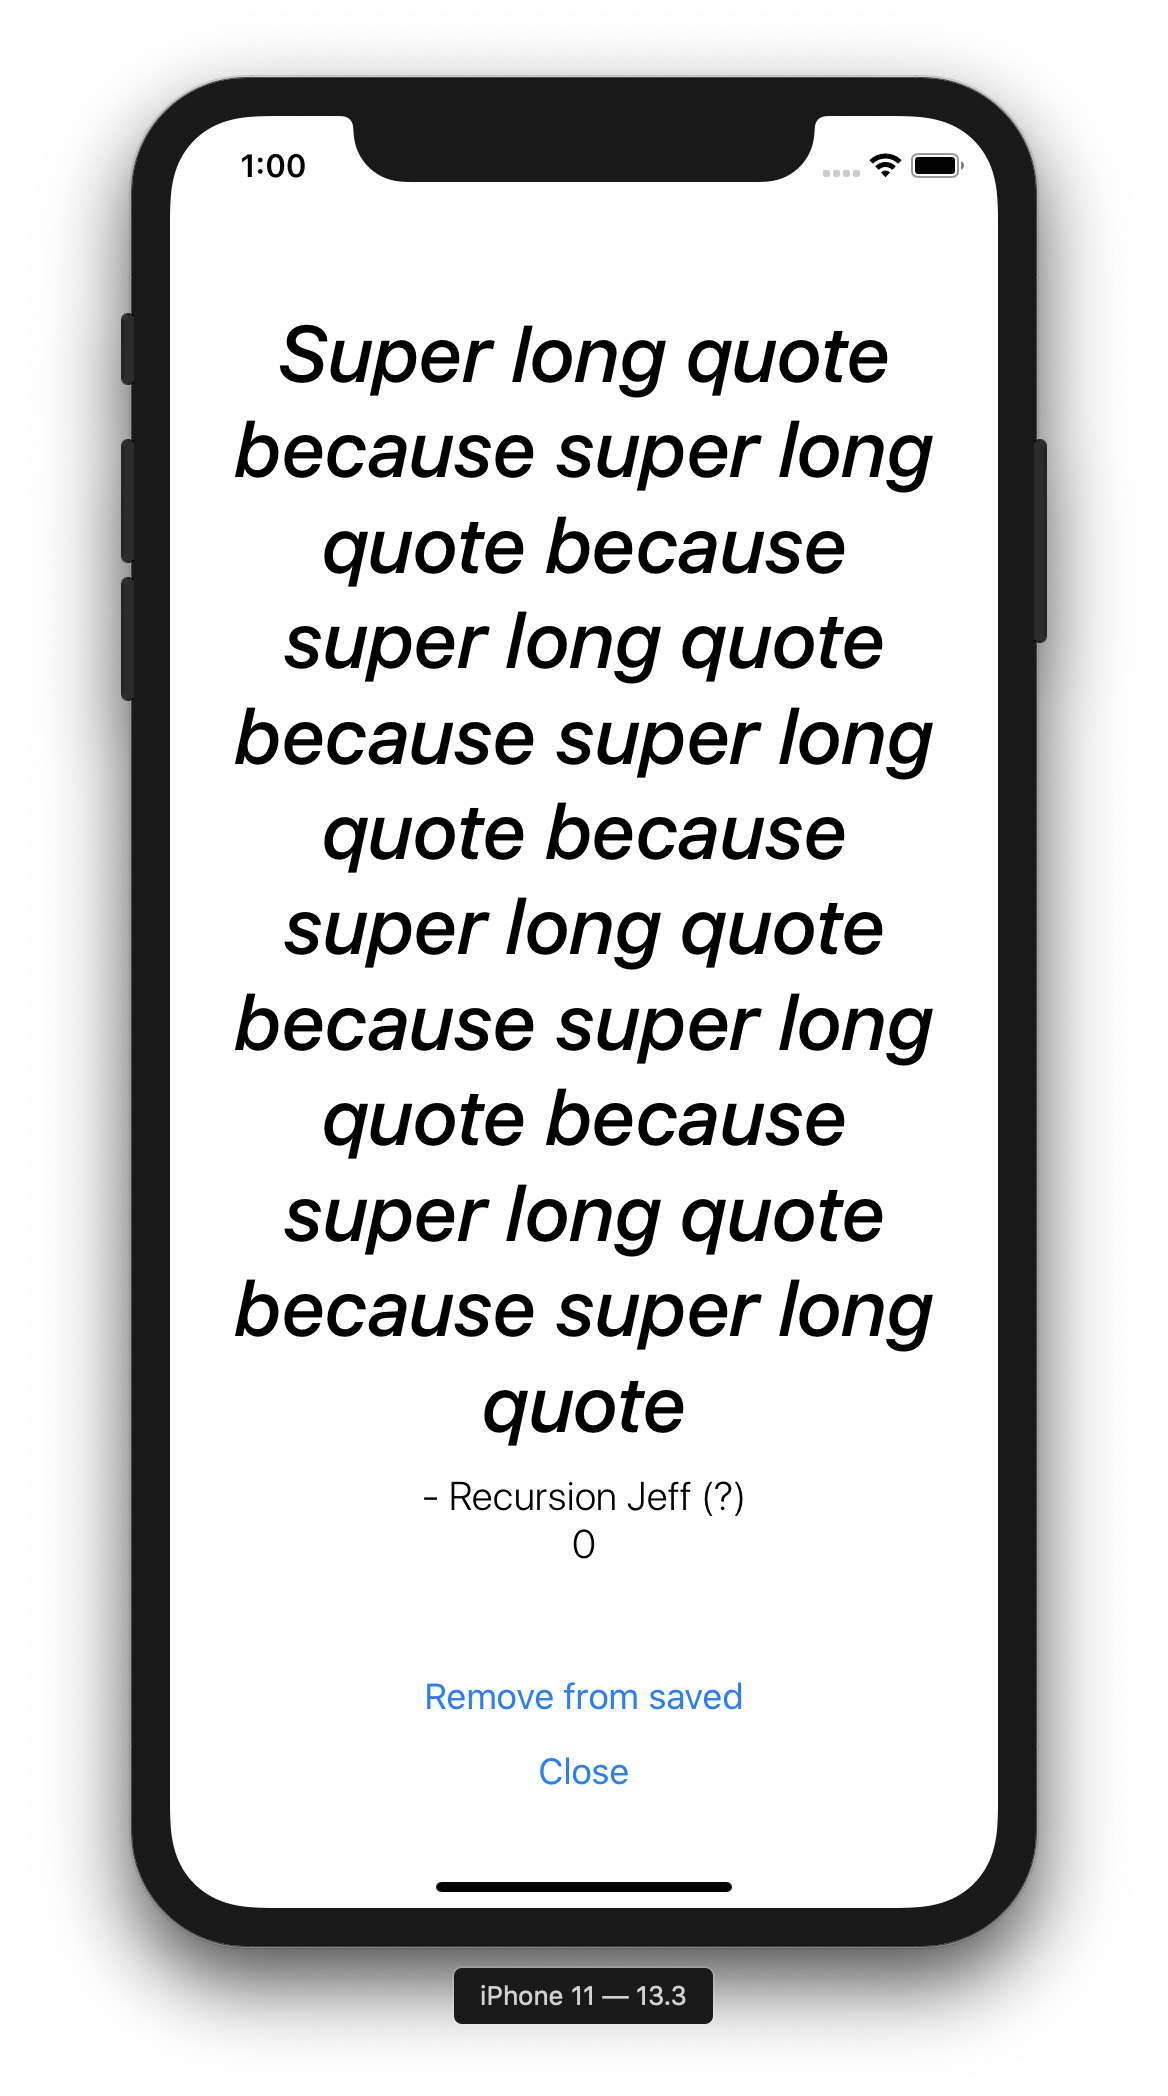 1:00
Super long quote
because super long
quote because
super long quote
because super long
quote because
super long quote
because super long
quote because
super long quote
because super long
quote
- Recursion Jeff (?)
0
Remove from saved
Close
iPhone 11 — 13.3